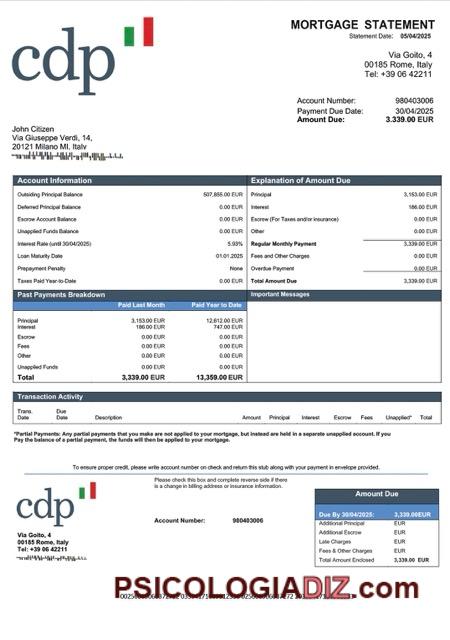 cdp
MORTGAGE STATEMENT
Statement Date: 05/04/2025
Via Goito, 4
00185 Rome, Italy
Tel: +39 06 42211
Account Number: 980403006
Payment Due Date: 30/04/2025
Amount Due: 3.339.00 EUR
John Citizen
Via Giuseppe Verdi, 14,
20121 Milano MI, Italy
Account Information
Outsiding Principal Balance 507,855.00 EUR
Deferred Principal Balance 0.00 EUR
Escrow Account Balance 0.00 EUR
Unapplied Funds Balance 0.00 EUR
Interest Rate (until 30/04/2025) 5.93%
Loan Maturity Date 01.01.2025
Prepayment Penalty None
Taxes Paid Year-to-Date 0.00 EUR
Explanation of Amount Due
Principal 3,153.00 EUR
Interest 186.00 EUR
Escrow (For Taxes and/or insurance) 0.00 EUR
Other 0.00 EUR
Regular Monthly Payment 3,339.00 EUR
Fees and Other Charges 0.00 EUR
Overdue Payment 0.00 EUR
Total Amount Due 3,339.00 EUR
Past Payments Breakdown
Paid Last Month Paid Year to Date
Principal 3,153.00 EUR 12,612.00 EUR
Interest 186.00 EUR 747.00 EUR
Escrow 0.00 EUR 0.00 EUR
Fees 0.00 EUR 0.00 EUR
Other 0.00 EUR 0.00 EUR
Unapplied Funds 0.00 EUR 0.00 EUR
Total 3,339.00 EUR 13,359.00 EUR
Important Messages
Transaction Activity
Trans. Date Due Date Description Amount Principal Interest Escrow Fees Unapplied* Total
*Partial Payments: Any partial payments that you make are not applied to your mortgage, but instead are held in a separate unapplied account. If you
Pay the balance of a partial payment, the funds will then be applied to your mortgage.
To ensure proper credit, please write account number on check and return this stub along with your payment in envelope provided.
cdp
Via Goito, 4
00185 Rome, Italy
Tel: +39 06 42211
Please check this box and complete reverse side if there
is a change in billing address or insurance information.
Account Number: 980403006
Amount Due
Due By 30/04/2025: 3,339.00EUR
Additional Principal EUR
Additional Escrow EUR
Late Charges EUR
Fees & Other Charges EUR
Total Amount Enclosed 3,339.00 EUR
PSICOLOGIADIZ.com